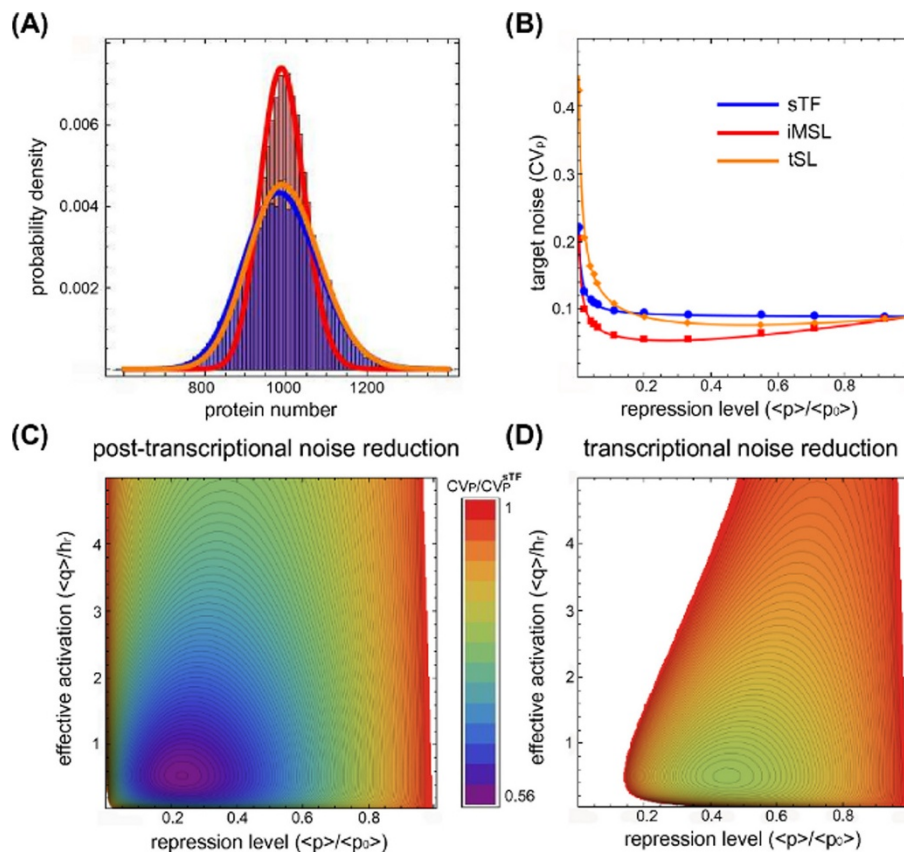 (A)
probability density
0.006
0.004
0.002
800
1000
1200
protein number
(B)
target noise (CVp)
0.4
0.3
0.2
0.1
sTF
iMSL
tSL
0.2
0.4
0.6
0.8
repression level (<p>/<p₀>)
(C)
post-transcriptional noise reduction
effective activation (<q>/hr)
4
3
2
1
0.2
0.4
0.6
0.8
repression level (<p>/<p₀>)
CVP/CVP sTF
1
0.56
(D)
transcriptional noise reduction
effective activation (<q>/hr)
4
3
2
1
0.2
0.4
0.6
0.8
repression level (<p>/<p₀>)